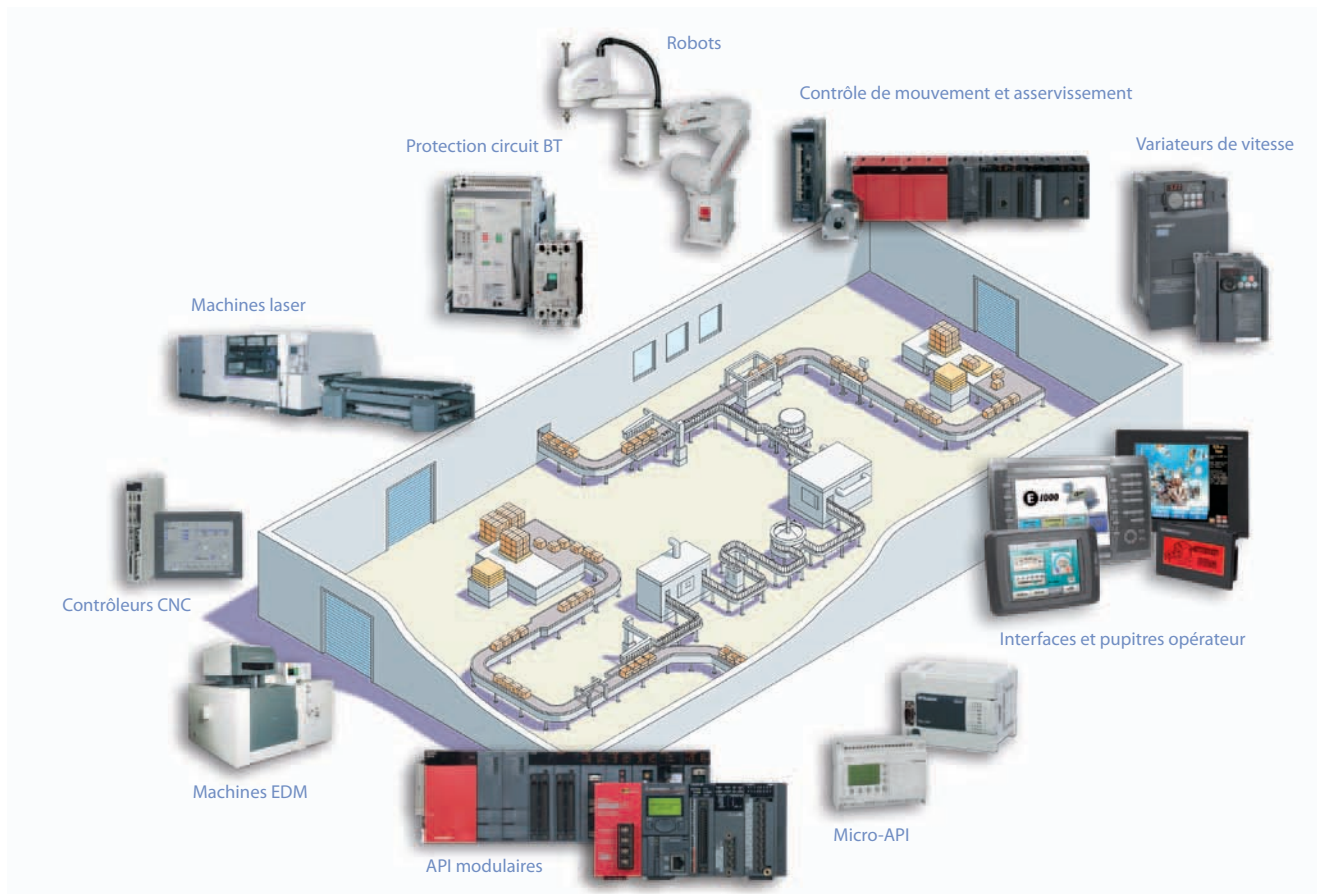 Robots
Contrôle de mouvement et asservissement
Protection circuit BT
Variateurs de vitesse
Machines laser
E 1000
Contrôleurs CNC
Interfaces et pupitres opérateur
Machines EDM
Micro-API
API modulaires